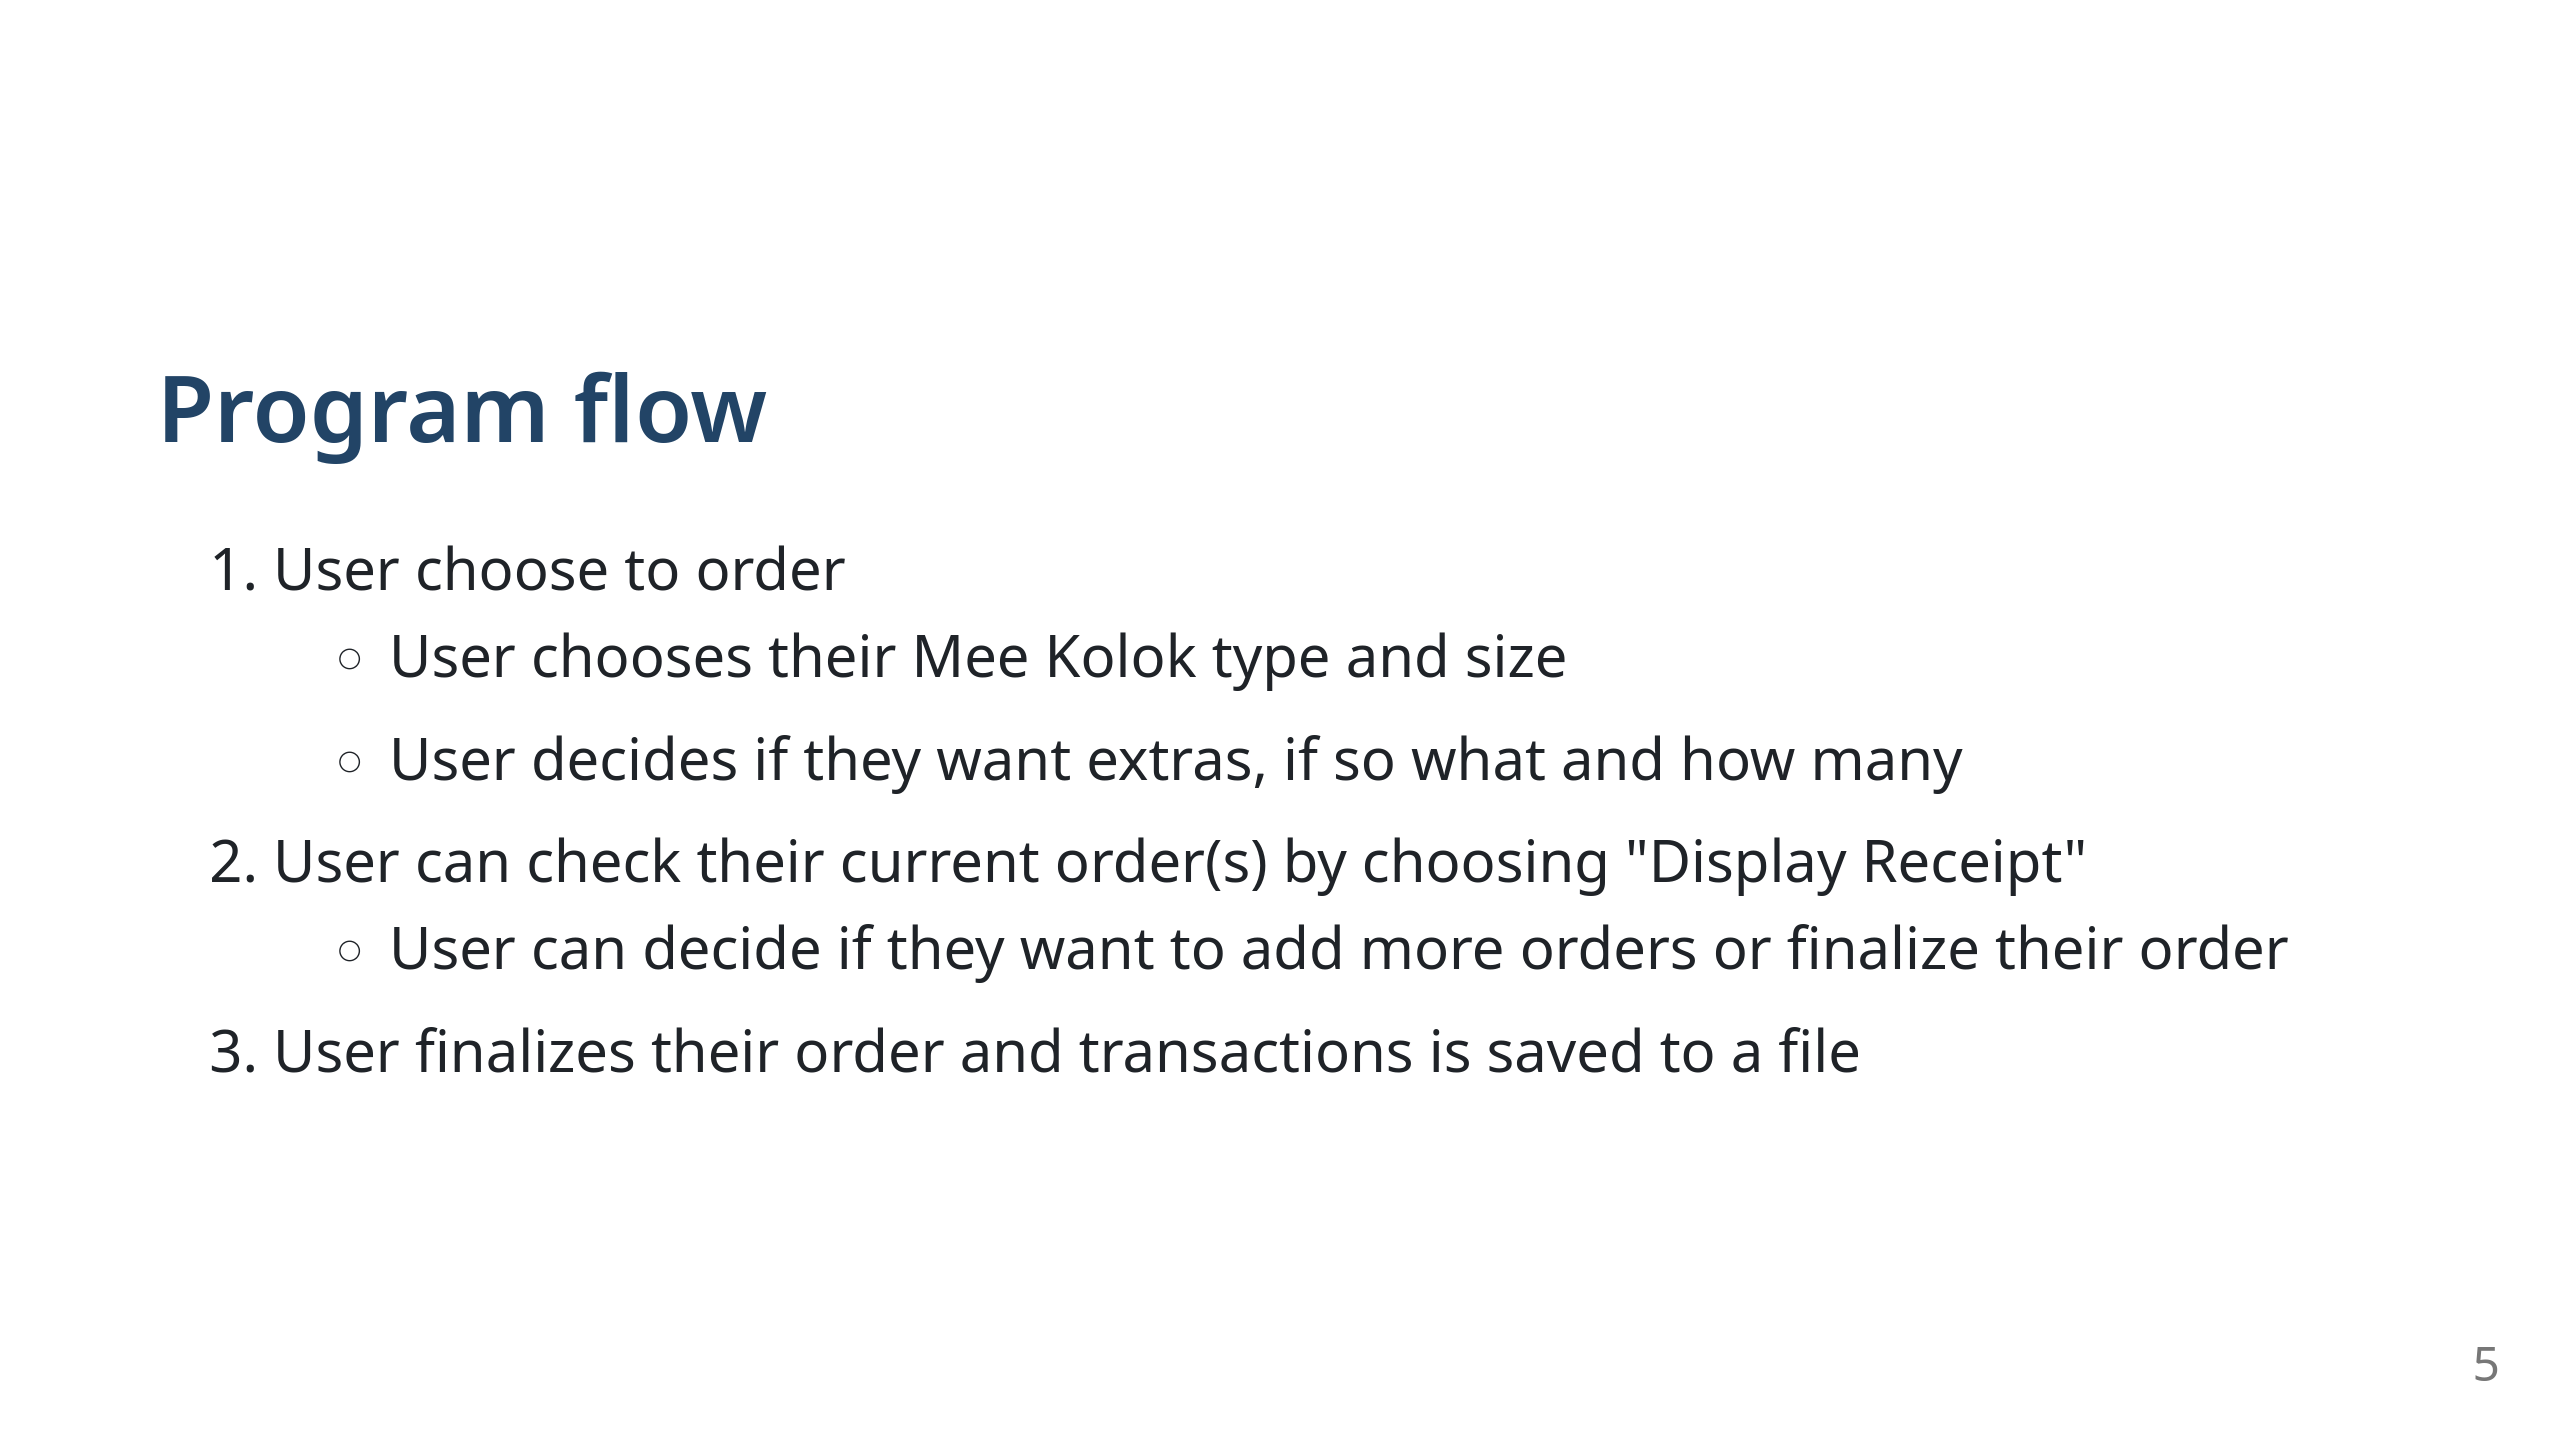 Program flow
1. User choose to order
○ User chooses their Mee Kolok type and size
○ User decides if they want extras, if so what and how many
2. User can check their current order(s) by choosing "Display Receipt"
○ User can decide if they want to add more orders or finalize their order
3. User finalizes their order and transactions is saved to a file
5